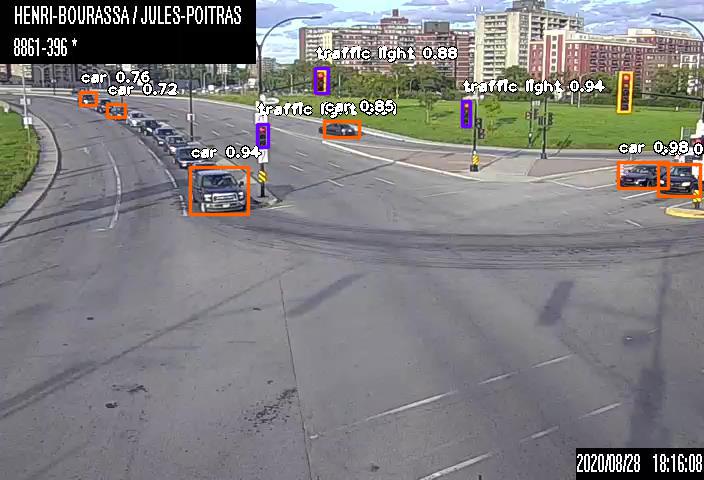 HENRI-BOURASSA / JULES-POITRAS
8861-396 *
traffic light 0.88
car 0.76
car 0.72
traffic light 0.94
traffic light
car 0.85
car 0.94
car 0.98
2020/08/28 18:16:08